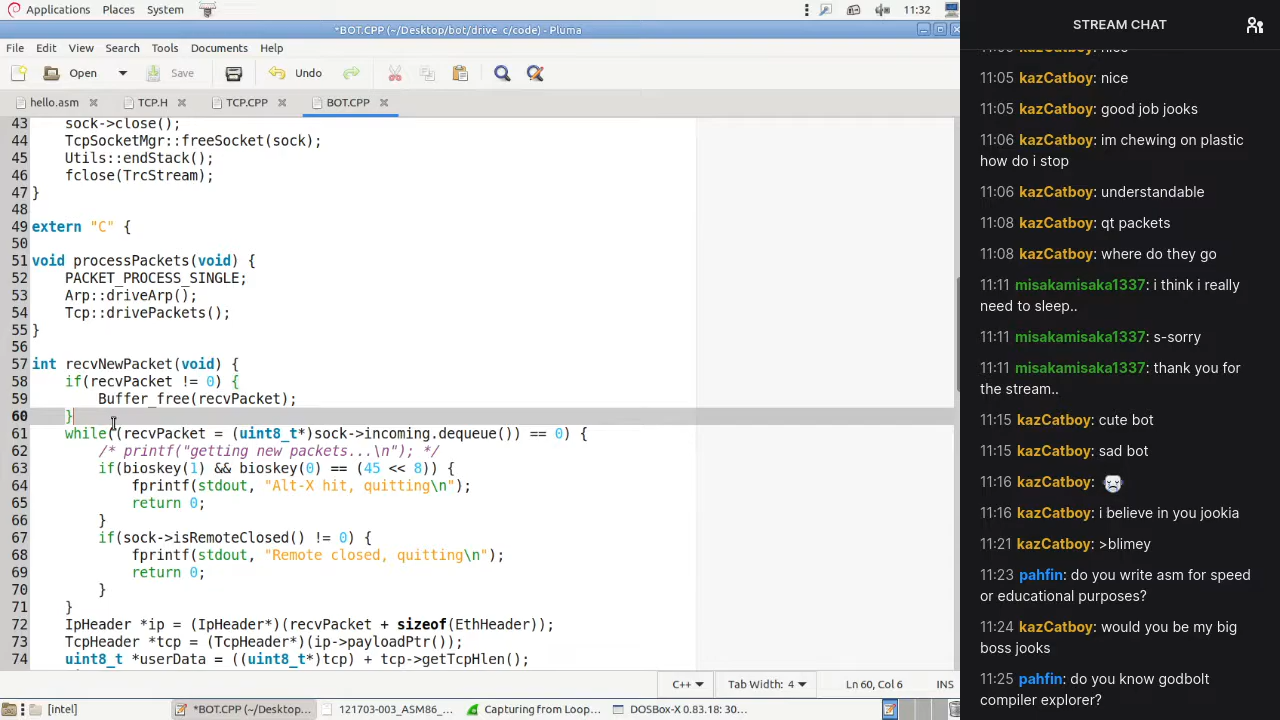 Applications Places System 11:32
*BOT.CPP (~/Desktop/bot/drive_c/code) - Pluma
File Edit View Search Tools Documents Help
Open Save Undo
hello.asm TCP.H TCP.CPP BOT.CPP
43 sock->close();
44 TcpSocketMgr::freeSocket(sock);
45 Utils::endStack();
46 fclose(TrcStream);
47 }
48
49 extern "C" {
50
51 void processPackets(void) {
52 PACKET_PROCESS_SINGLE;
53 Arp::driveArp();
54 Tcp::drivePackets();
55 }
56
57 int recvNewPacket(void) {
58 if(recvPacket != 0) {
59 Buffer_free(recvPacket);
60 }
61 while((recvPacket = (uint8_t*)sock->incoming.dequeue()) == 0) {
62 /* printf("getting new packets...\n"); */
63 if(bioskey(1) && bioskey(0) == (45 << 8)) {
64 fprintf(stdout, "Alt-X hit, quitting\n");
65 return 0;
66 }
67 if(sock->isRemoteClosed() != 0) {
68 fprintf(stdout, "Remote closed, quitting\n");
69 return 0;
70 }
71 }
72 IpHeader *ip = (IpHeader*)(recvPacket + sizeof(EthHeader));
73 TcpHeader *tcp = (TcpHeader*)(ip->payloadPtr());
74 uint8_t *userData = ((uint8_t*)tcp) + tcp->getTcpHlen();
C++ Tab Width: 4 Ln 60, Col 6 INS
[intel] *BOT.CPP (~/Desktop... 121703-003_ASM86_... Capturing from Loop... DOSBox-X 0.83.18: 30...
STREAM CHAT
11:05 kazCatboy: nice
11:05 kazCatboy: good job jooks
11:06 kazCatboy: im chewing on plastic
how do i stop
11:06 kazCatboy: understandable
11:08 kazCatboy: qt packets
11:08 kazCatboy: where do they go
11:11 misakamisaka1337: i think i really
need to sleep..
11:11 misakamisaka1337: s-sorry
11:11 misakamisaka1337: thank you for
the stream..
11:15 kazCatboy: cute bot
11:15 kazCatboy: sad bot
11:16 kazCatboy:
11:16 kazCatboy: i believe in you jookia
11:21 kazCatboy: >blimey
11:23 pahfin: do you write asm for speed
or educational purposes?
11:24 kazCatboy: would you be my big
boss jooks
11:25 pahfin: do you know godbolt
compiler explorer?